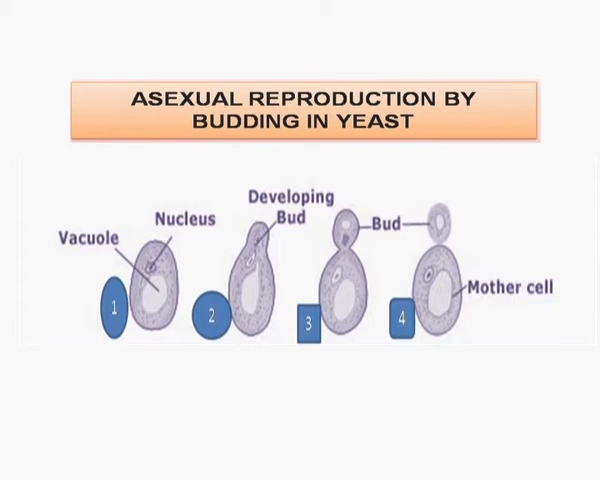 ASEXUAL REPRODUCTION BY
BUDDING IN YEAST
Developing
Bud
Nucleus
Vacuole
Bud
Mother cell
1
2
3
4